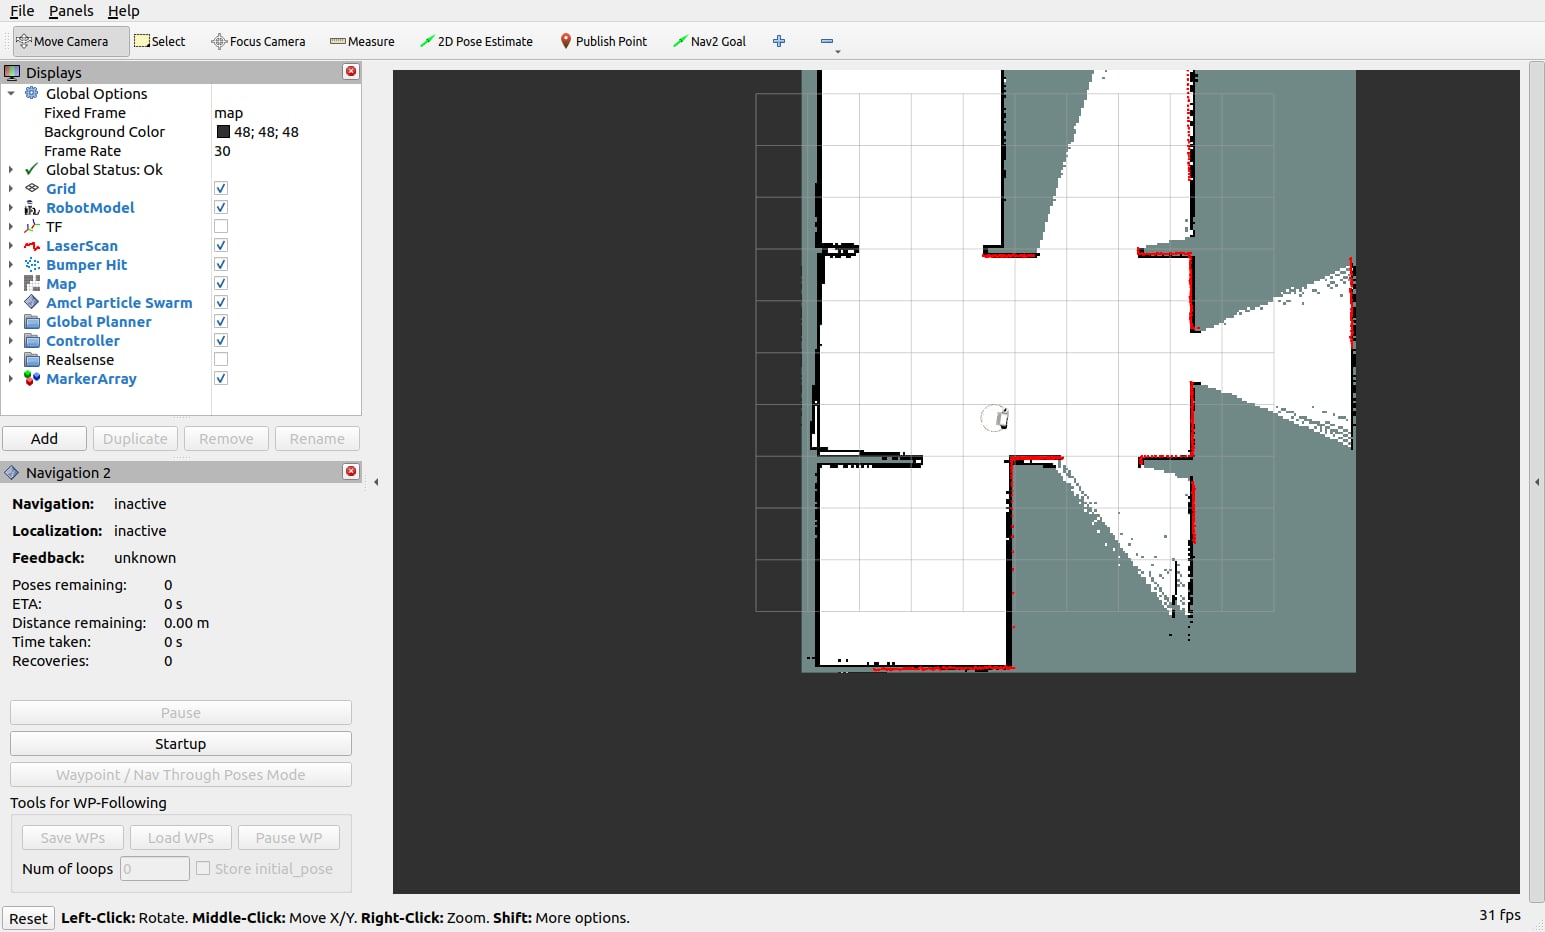 File Panels Help
Move Camera Select Focus Camera Measure 2D Pose Estimate Publish Point Nav2 Goal
Displays
Global Options
Fixed Frame map
Background Color 48; 48; 48
Frame Rate 30
Global Status: Ok
Grid
RobotModel
TF
LaserScan
Bumper Hit
Map
Amcl Particle Swarm
Global Planner
Controller
Realsense
MarkerArray
Add Duplicate Remove Rename
Navigation 2
Navigation: inactive
Localization: inactive
Feedback: unknown
Poses remaining: 0
ETA: 0 s
Distance remaining: 0.00 m
Time taken: 0 s
Recoveries: 0
Pause
Startup
Waypoint / Nav Through Poses Mode
Tools for WP-Following
Save WPs Load WPs Pause WP
Num of loops 0 Store initial_pose
Reset Left-Click: Rotate. Middle-Click: Move X/Y. Right-Click: Zoom. Shift: More options. 31 fps